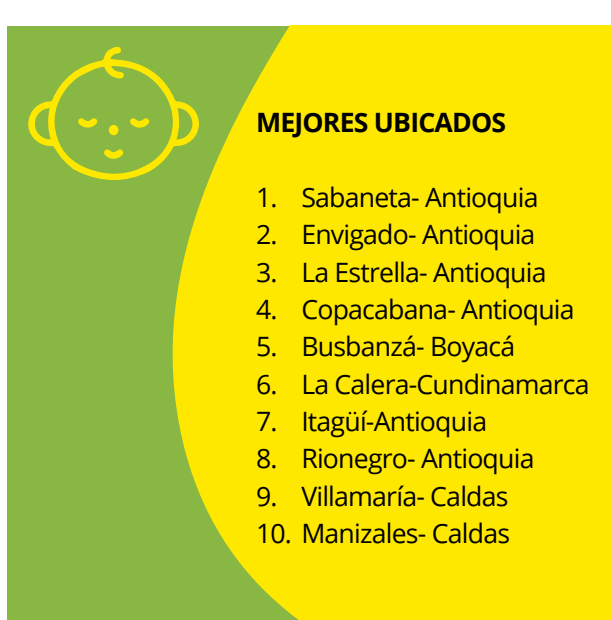 MEJORES UBICADOS
1. Sabaneta- Antioquia
2. Envigado- Antioquia
3. La Estrella- Antioquia
4. Copacabana- Antioquia
5. Busbanzá- Boyacá
6. La Calera-Cundinamarca
7. Itagüí-Antioquia
8. Rionegro- Antioquia
9. Villamaría- Caldas
10. Manizales- Caldas